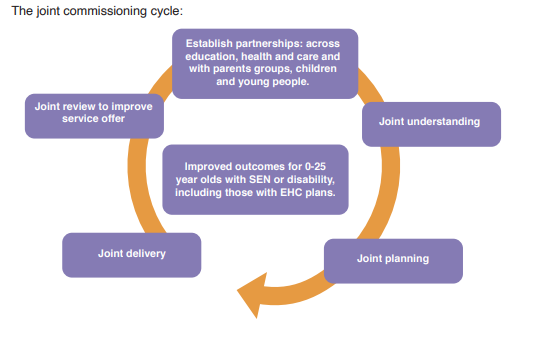 The joint commissioning cycle:
Establish partnerships: across
education, health and care and
with parents groups, children
and young people.
Joint understanding
Joint planning
Joint delivery
Joint review to improve
service offer
Improved outcomes for 0-25
year olds with SEN or disability,
including those with EHC plans.